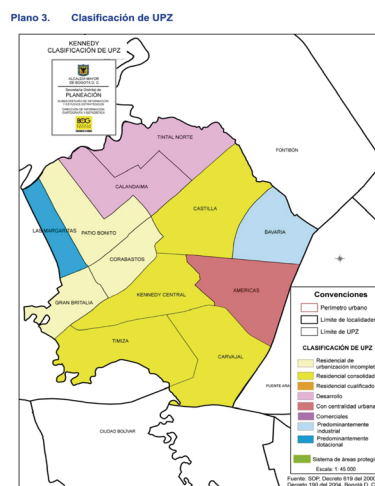 Plano 3. Clasificación de UPZ
KENNEDY
CLASIFICACIÓN DE UPZ
ALCALDÍA MAYOR
DE BOGOTÁ D. C.
Secretaría Distrital de
PLANEACIÓN
TINTAL NORTE
FONTIBÓN
CALANDAIMA
CASTILLA
LAS MARGARITAS
PATIO BONITO
BAVARIA
CORABASTOS
GRAN BRITALIA
KENNEDY CENTRAL
AMERICAS
TIMIZA
CARVAJAL
PUENTE ARA
CIUDAD BOLIVAR
Convenciones
Perímetro urbano
Límite de localidades
Límite de UPZ
CLASIFICACIÓN DE UPZ
Residencial de
urbanización incomplet
Residencial consolidad
Residencial cualificado
Desarrollo
Con centralidad urbana
Comerciales
Predominantemente
industrial
Predominantemente
dotacional
Sistema de áreas protegi
Escala: 1: 45.000
Fuente: SDP, Decreto 619 del 2000
Decreto 190 del 2004, Bogotá D. C.